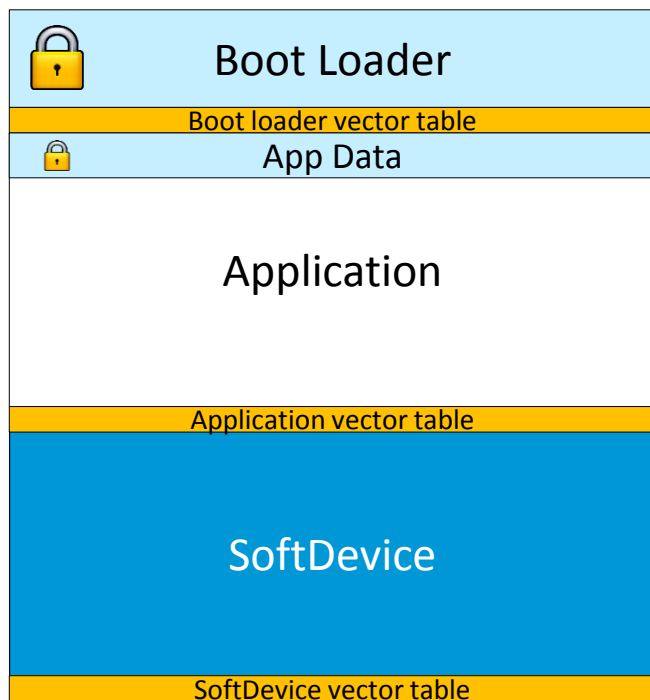 Boot Loader
Boot loader vector table
App Data
Application
Application vector table
SoftDevice
SoftDevice vector table